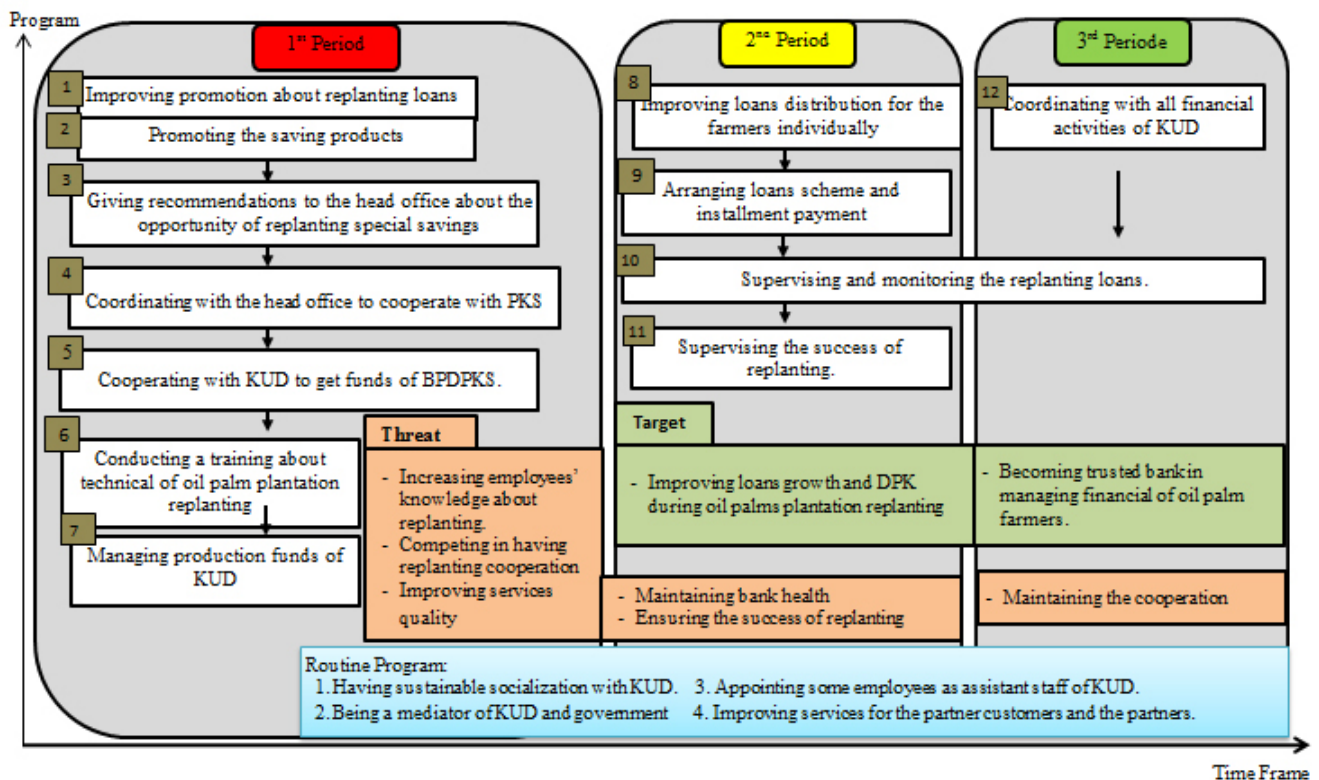 Program
1st Period
1
Improving promotion about replanting loans
2
Promoting the saving products
3
Giving recommendations to the head office about the
opportunity of replanting special savings
4
Coordinating with the head office to cooperate with PKS
5
Cooperating with KUD to get funds of BPDPKS.
6
Conducting a training about
technical of oil palm plantation
replanting
7
Managing production funds of
KUD
Threat
- Increasing employees’
knowledge about
replanting.
- Competing in having
replanting cooperation
- Improving services
quality
2nd Period
8
Improving loans distribution for the
farmers individually
9
Arranging loans scheme and
installment payment
10
Supervising and monitoring the replanting loans.
11
Supervising the success of
replanting.
Target
- Improving loans growth and DPK
during oil palms plantation replanting
- Maintaining bank health
- Ensuring the success of replanting
3rd Periode
12
Coordinating with all financial
activities of KUD
- Becoming trusted bank in
managing financial of oil palm
farmers.
- Maintaining the cooperation
Routine Program:
1. Having sustainable socialization with KUD. 3. Appointing some employees as assistant staff of KUD.
2. Being a mediator of KUD and government 4. Improving services for the partner customers and the partners.
Time Frame